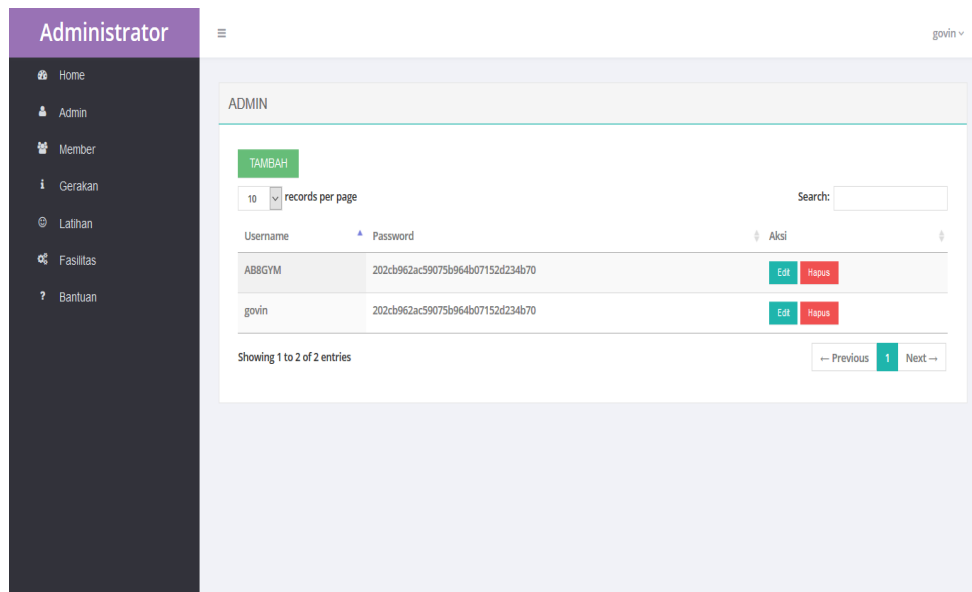 Administrator
govin
Home
Admin
Member
Gerakan
Latihan
Fasilitas
Bantuan
ADMIN
TAMBAH
10 records per page Search:
Username Password Aksi
AB8GYM 202cb962ac59075b964b07152d234b70 Edit Hapus
govin 202cb962ac59075b964b07152d234b70 Edit Hapus
Showing 1 to 2 of 2 entries ← Previous 1 Next →